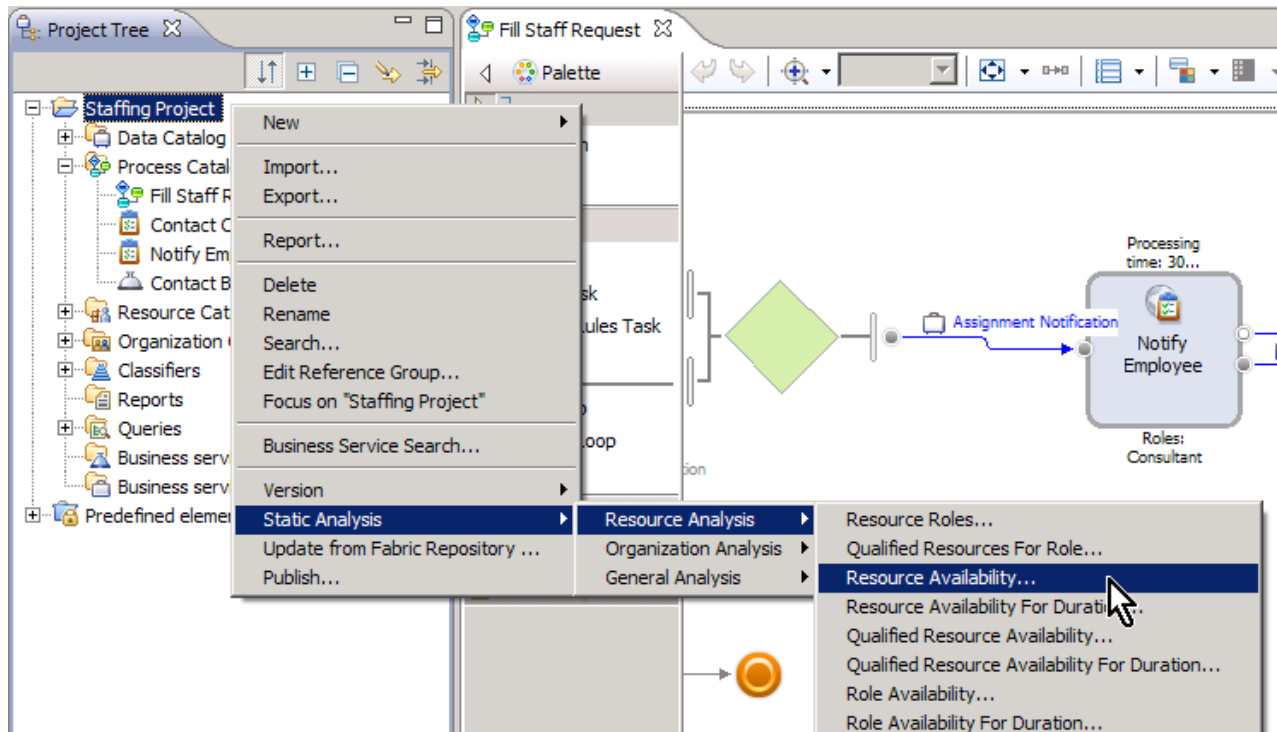 Project Tree
Fill Staff Request
Palette
Staffing Project
Data Catalog
Process Catal
Fill Staff R
Contact C
Notify Em
Contact B
Resource Cat
Organization
Classifiers
Reports
Queries
Business serv
Business serv
Predefined eleme
New
Import...
Export...
Report...
Delete
Rename
Search...
Edit Reference Group...
Focus on "Staffing Project"
Business Service Search...
Version
Static Analysis
Update from Fabric Repository ...
Publish...
sk
ules Task
oop
tion
Resource Analysis
Organization Analysis
General Analysis
Resource Roles...
Qualified Resources For Role...
Resource Availability...
Resource Availability For Durati
Qualified Resource Availability...
Qualified Resource Availability For Duration...
Role Availability...
Role Availability For Duration...
Assignment Notification
Processing
time: 30...
Notify
Employee
Roles:
Consultant